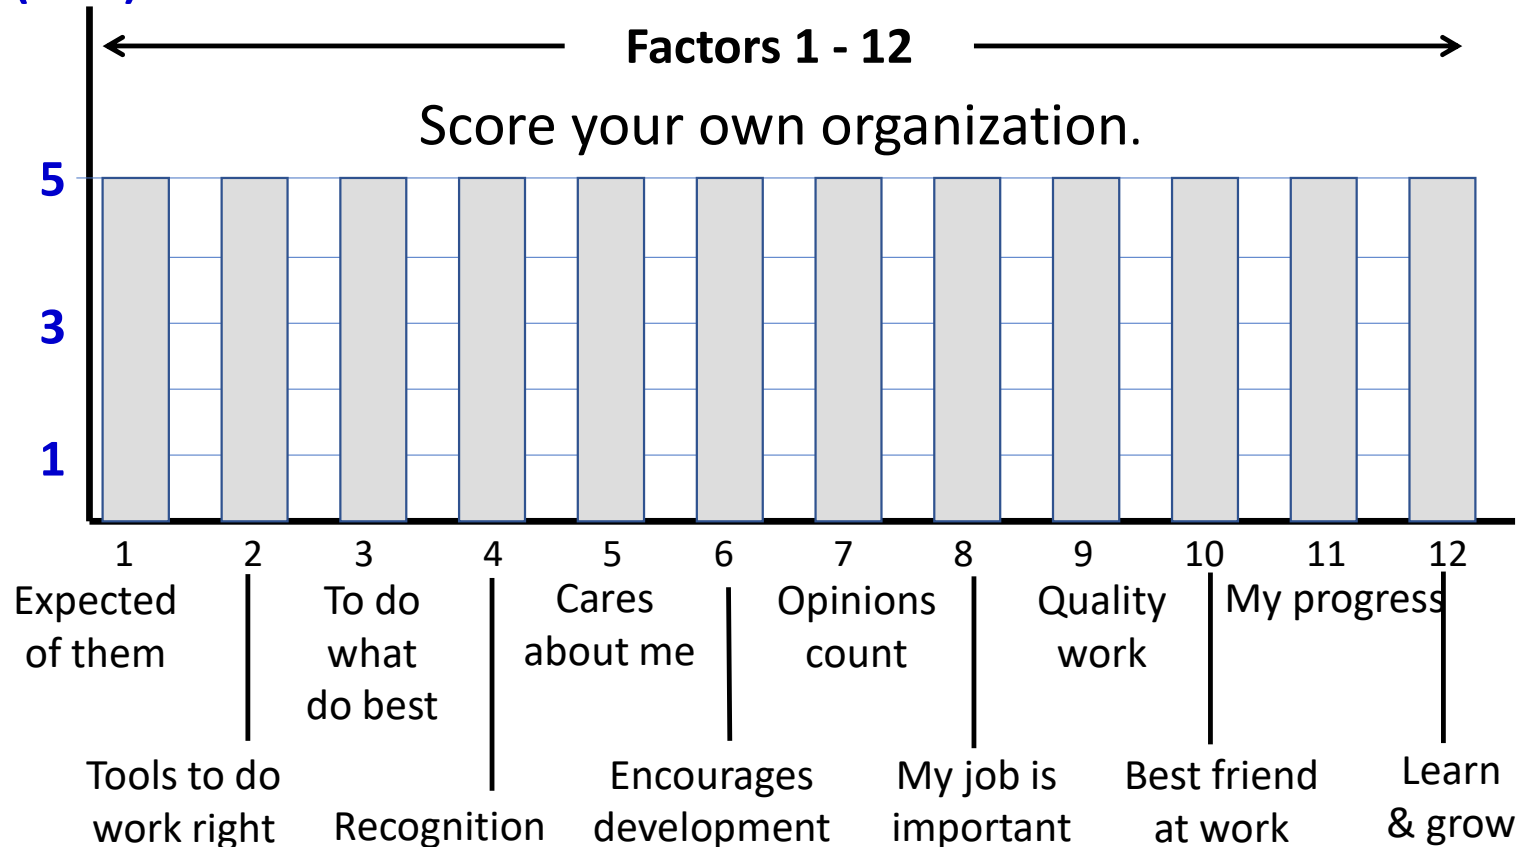 Factors 1 - 12
Score your own organization.
5
3
1
1 2 3 4 5 6 7 8 9 10 11 12
Expected
of them
Tools to do
work right
To do
what
do best
Recognition
Cares
about me
Encourages
development
Opinions
count
My job is
important
Quality
work
Best friend
at work
My progress
Learn
& grow